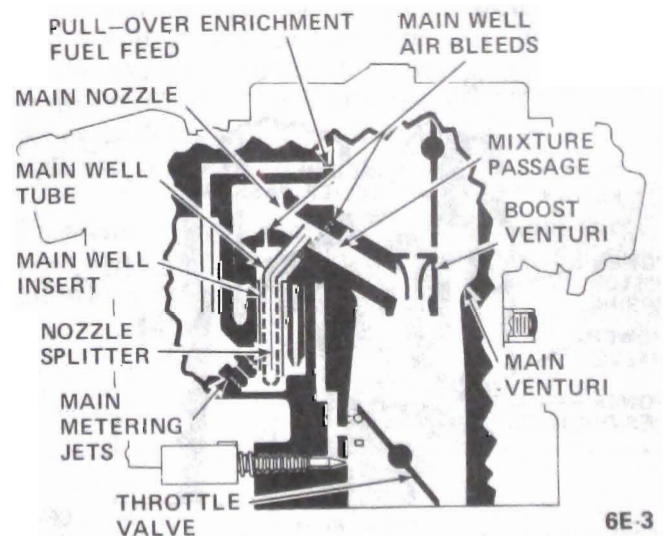 PULL-OVER ENRICHMENT
FUEL FEED
MAIN WELL
AIR BLEEDS
MAIN NOZZLE
MIXTURE
PASSAGE
MAIN WELL
TUBE
BOOST
VENTURI
MAIN WELL
INSERT
NOZZLE
SPLITTER
MAIN
VENTURI
MAIN
METERING
JETS
THROTTLE
VALVE
6E-3